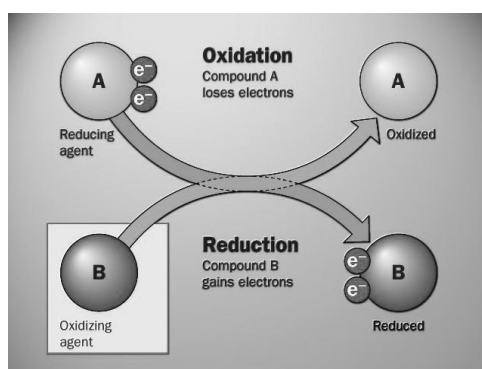 A
e⁻
e⁻
Oxidation
Compound A
loses electrons
A
Reducing
agent
Oxidized
B
Oxidizing
agent
Reduction
Compound B
gains electrons
e⁻
e⁻
B
Reduced